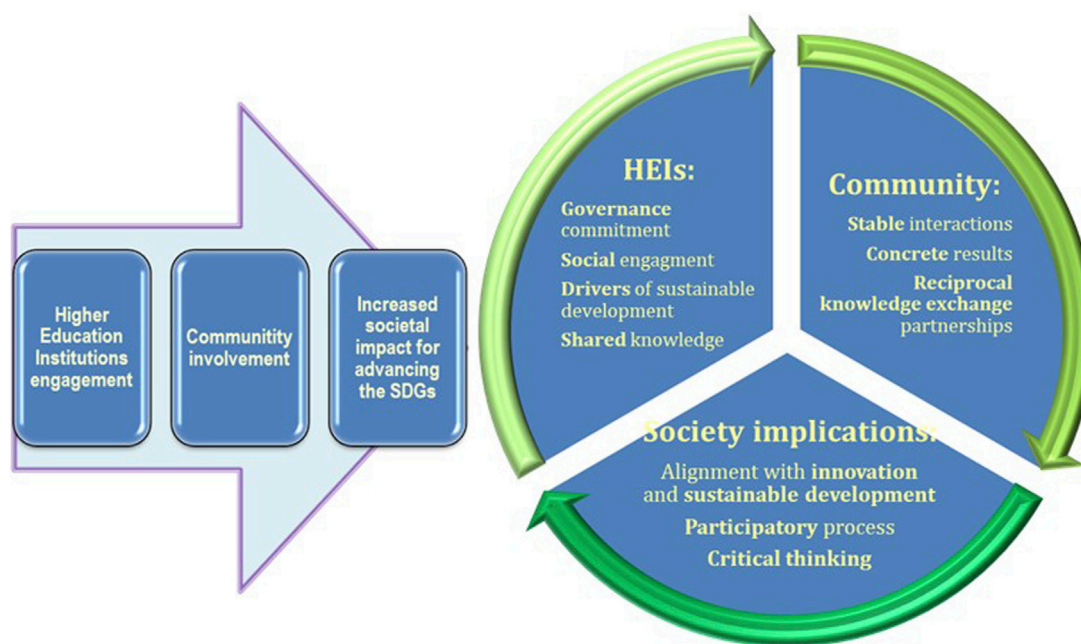 Higher
Education
Institutions
engagement
Communitity
involvement
Increased
societal
impact for
advancing
the SDGs
HEIs:
Governance
commitment
Social engagment
Drivers of sustainable
development
Shared knowledge
Community:
Stable interactions
Concrete results
Reciprocal
knowledge exchange
partnerships
Society implications:
Alignment with innovation
and sustainable development
Participatory process
Critical thinking